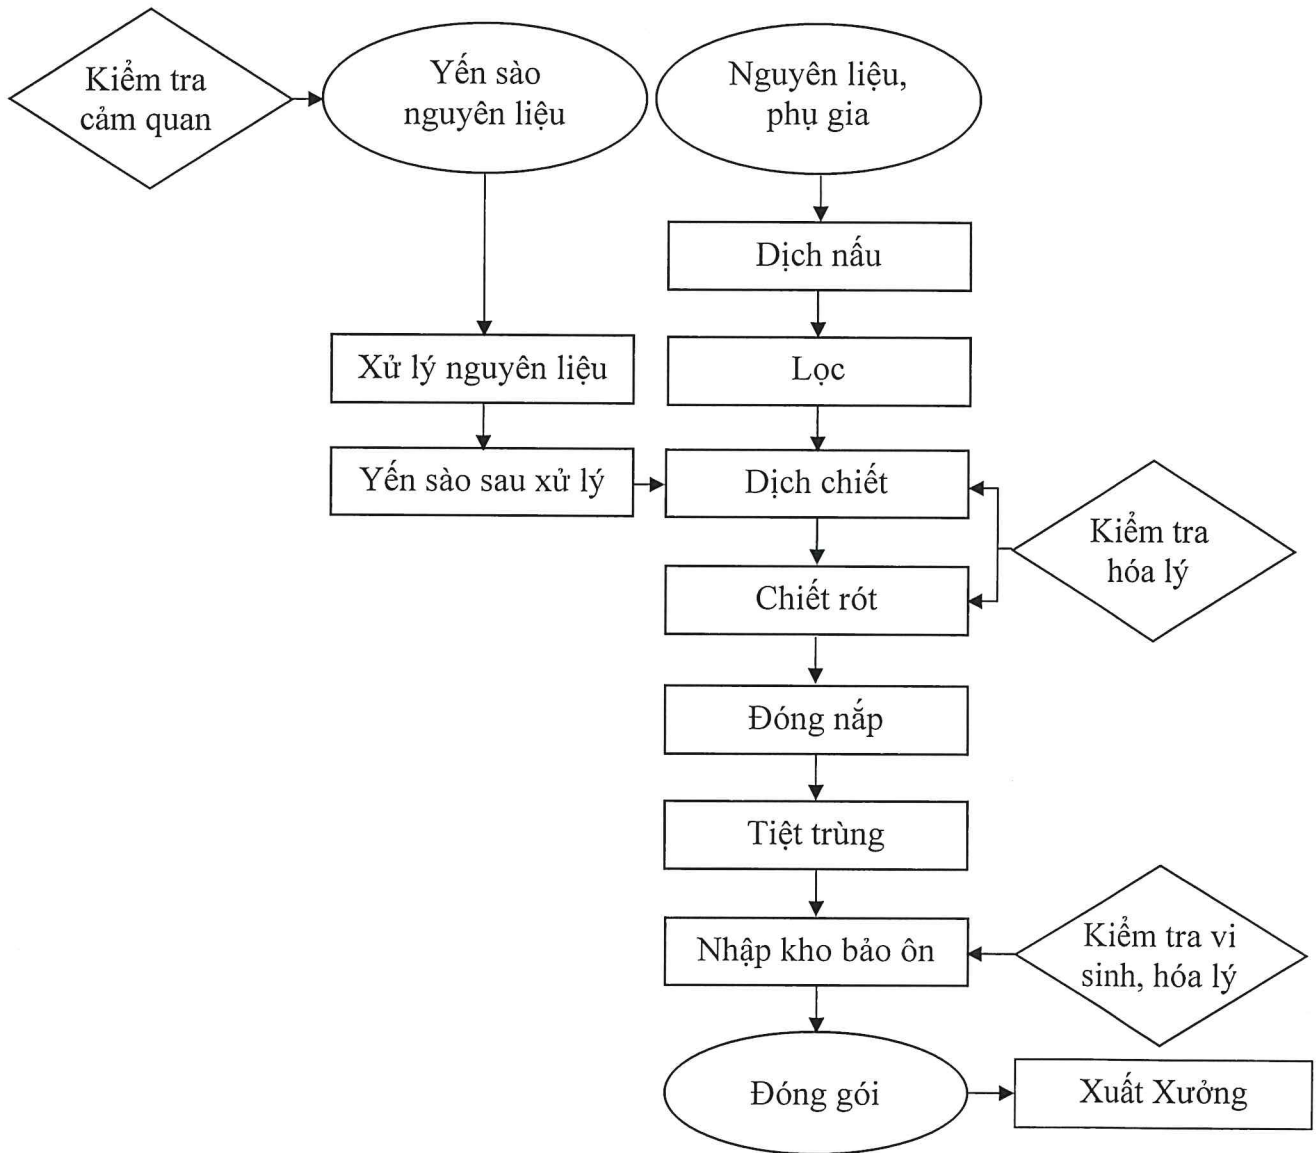 Kiểm tra
cảm quan
Yến sào
nguyên liệu
Nguyên liệu,
phụ gia
Dịch nấu
Xử lý nguyên liệu
Lọc
Yến sào sau xử lý
Dịch chiết
Kiểm tra
hóa lý
Chiết rót
Đóng nắp
Tiệt trùng
Nhập kho bảo ôn
Kiểm tra vi
sinh, hóa lý
Đóng gói
Xuất Xưởng